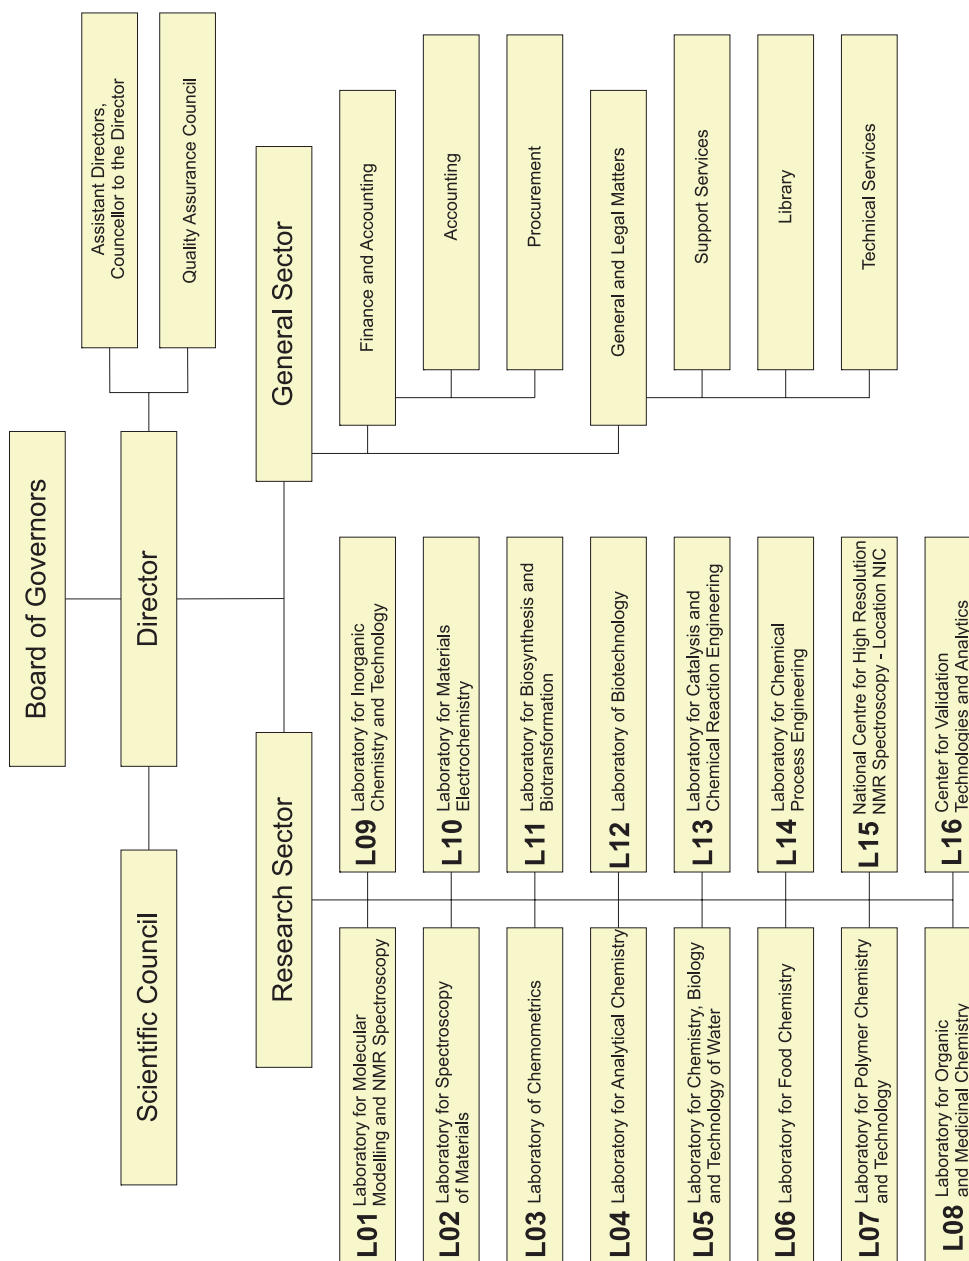 Board of Governors
Scientific Council
Director
Assistant Directors,
Councellor to the Director
Quality Assurance Council
Research Sector
General Sector
L01 Laboratory for Molecular
Modelling and NMR Spectroscopy
L02 Laboratory for Spectroscopy
of Materials
L03 Laboratory of Chemometrics
L04 Laboratory for Analytical Chemistry
L05 Laboratory for Chemistry, Biology
and Technology of Water
L06 Laboratory for Food Chemistry
L07 Laboratory for Polymer Chemistry
and Technology
L08 Laboratory for Organic
and Medicinal Chemistry
L09 Laboratory for Inorganic
Chemistry and Technology
L10 Laboratory for Materials
Electrochemistry
L11 Laboratory for Biosynthesis and
Biotransformation
L12 Laboratory of Biotechnology
L13 Laboratory for Catalysis and
Chemical Reaction Engineering
L14 Laboratory for Chemical
Process Engineering
L15 National Centre for High Resolution
NMR Spectroscopy - Location NIC
L16 Center for Validation
Technologies and Analytics
Finance and Accounting
Accounting
Procurement
General and Legal Matters
Support Services
Library
Technical Services